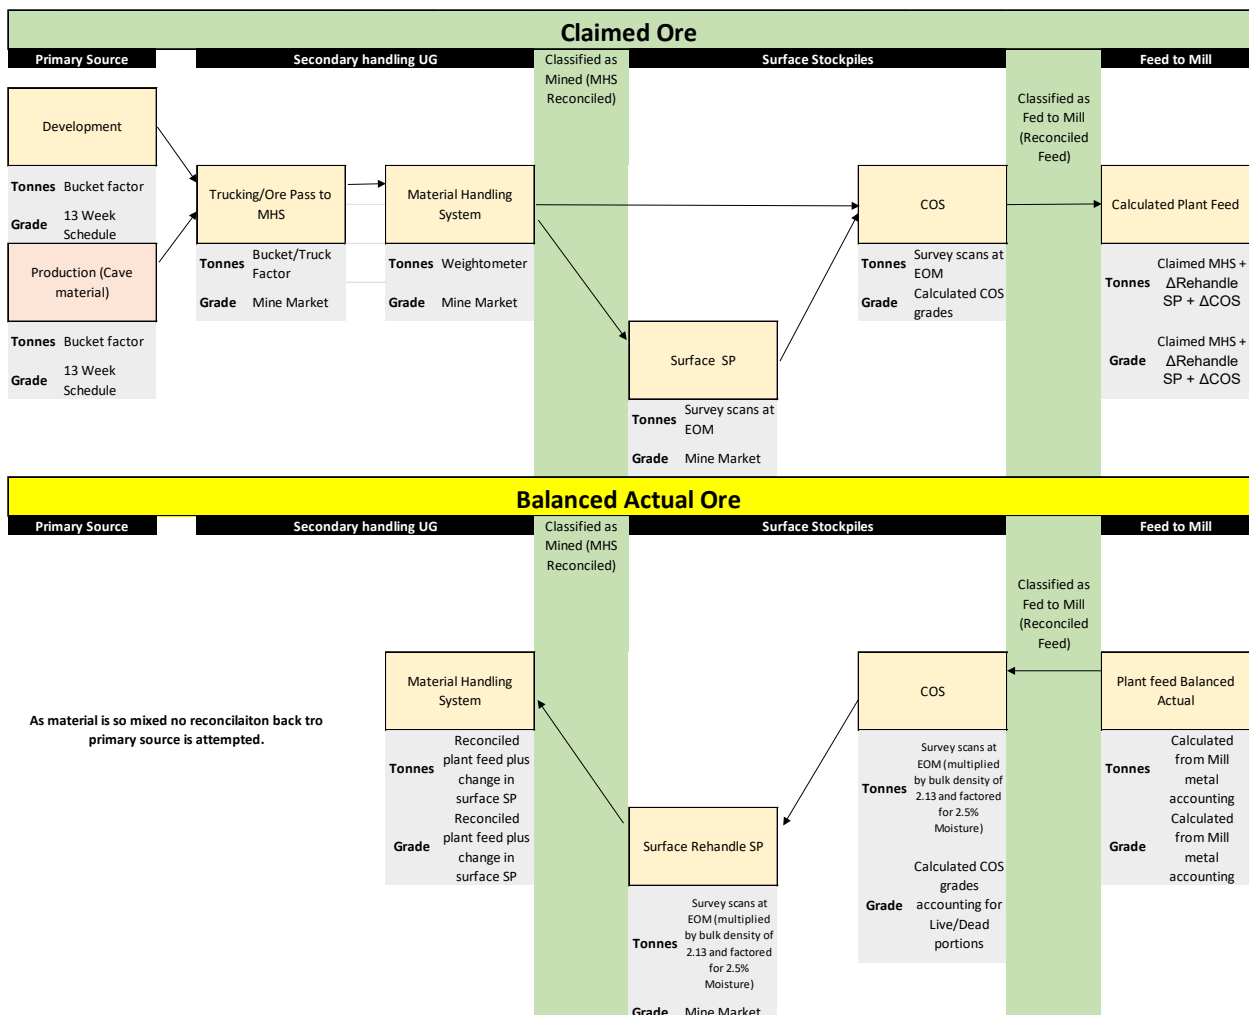 Claimed Ore
Primary Source
Secondary handling UG
Classified as
Mined (MHS
Reconciled)
Surface Stockpiles
Feed to Mill
Classified as
Fed to Mill
(Reconciled
Feed)
Development
Tonnes Bucket factor
Grade 13 Week
Schedule
Production (Cave
material)
Tonnes Bucket factor
Grade 13 Week
Schedule
Trucking/Ore Pass to
MHS
Tonnes Bucket/Truck
Factor
Grade Mine Market
Material Handling
System
Tonnes Weightometer
Grade Mine Market
Surface SP
Tonnes Survey scans at
EOM
Grade Mine Market
COS
Tonnes Survey scans at
EOM
Grade Calculated COS
grades
Calculated Plant Feed
Tonnes Claimed MHS +
ΔRehandle
SP + ΔCOS
Grade Claimed MHS +
ΔRehandle
SP + ΔCOS
Balanced Actual Ore
Primary Source
Secondary handling UG
Classified as
Mined (MHS
Reconciled)
Surface Stockpiles
Feed to Mill
Classified as
Fed to Mill
(Reconciled
Feed)
As material is so mixed no reconcilaiton back tro
primary source is attempted.
Material Handling
System
Tonnes Reconciled
plant feed plus
change in
surface SP
Grade Reconciled
plant feed plus
change in
surface SP
Surface Rehandle SP
Tonnes Survey scans at
EOM (multiplied
by bulk density of
2.13 and factored
for 2.5%
Moisture)
Grade Mine Market
COS
Tonnes Survey scans at
EOM (multiplied
by bulk density of
2.13 and factored
for 2.5%
Moisture)
Grade Calculated COS
grades
accounting for
Live/Dead
portions
Plant feed Balanced
Actual
Tonnes Calculated
from Mill
metal
accounting
Grade Calculated
from Mill
metal
accounting